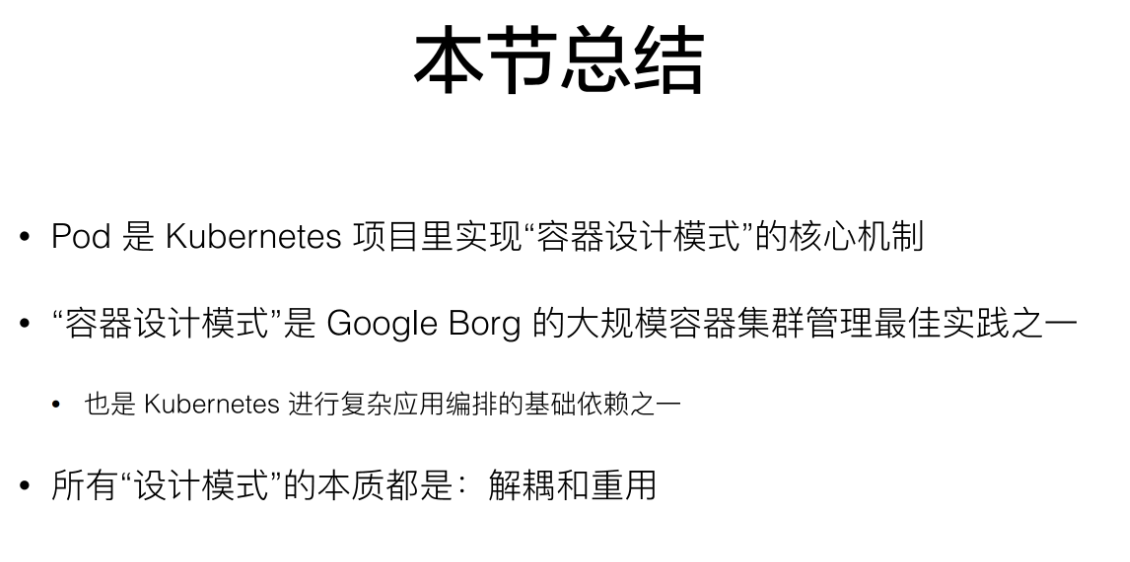 本节总结
• Pod 是 Kubernetes 项目里实现“容器设计模式”的核心机制
• “容器设计模式”是 Google Borg 的大规模容器集群管理最佳实践之一
• 也是 Kubernetes 进行复杂应用编排的基础依赖之一
• 所有“设计模式”的本质都是：解耦和重用